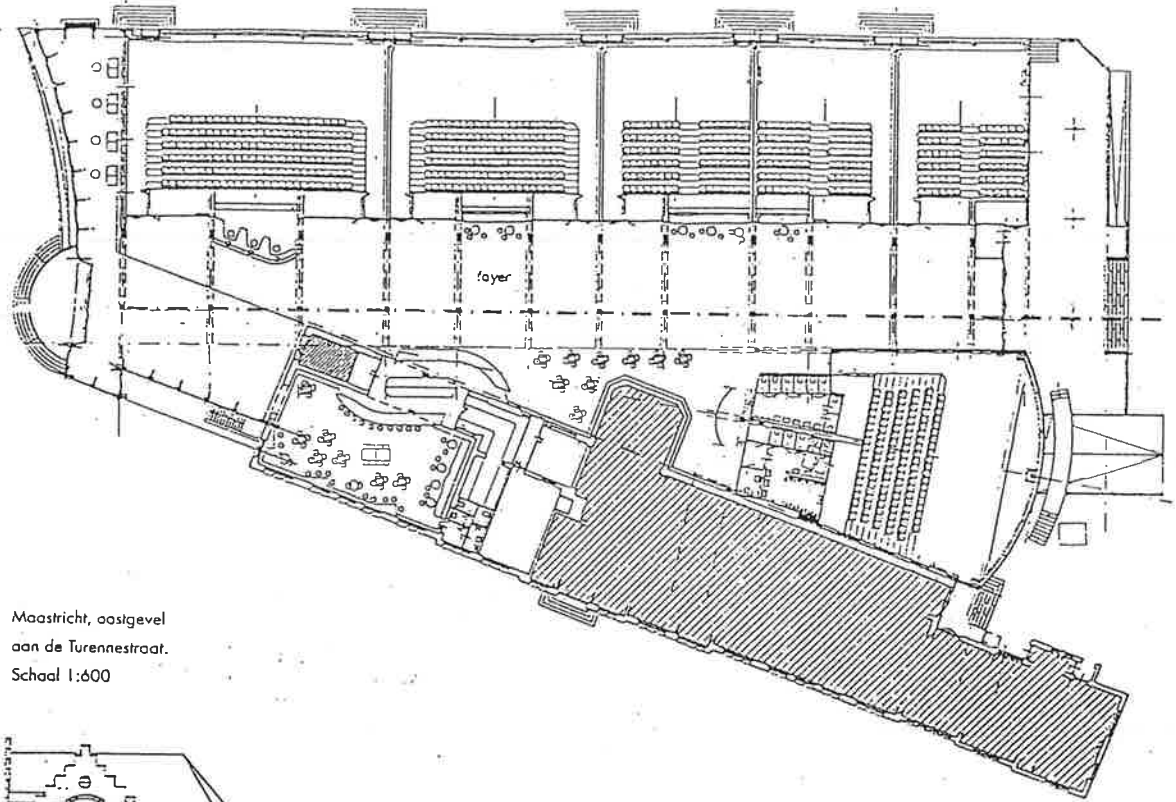 foyer
Maastricht, oostgevel
aan de Turennestraat.
Schaal 1:600